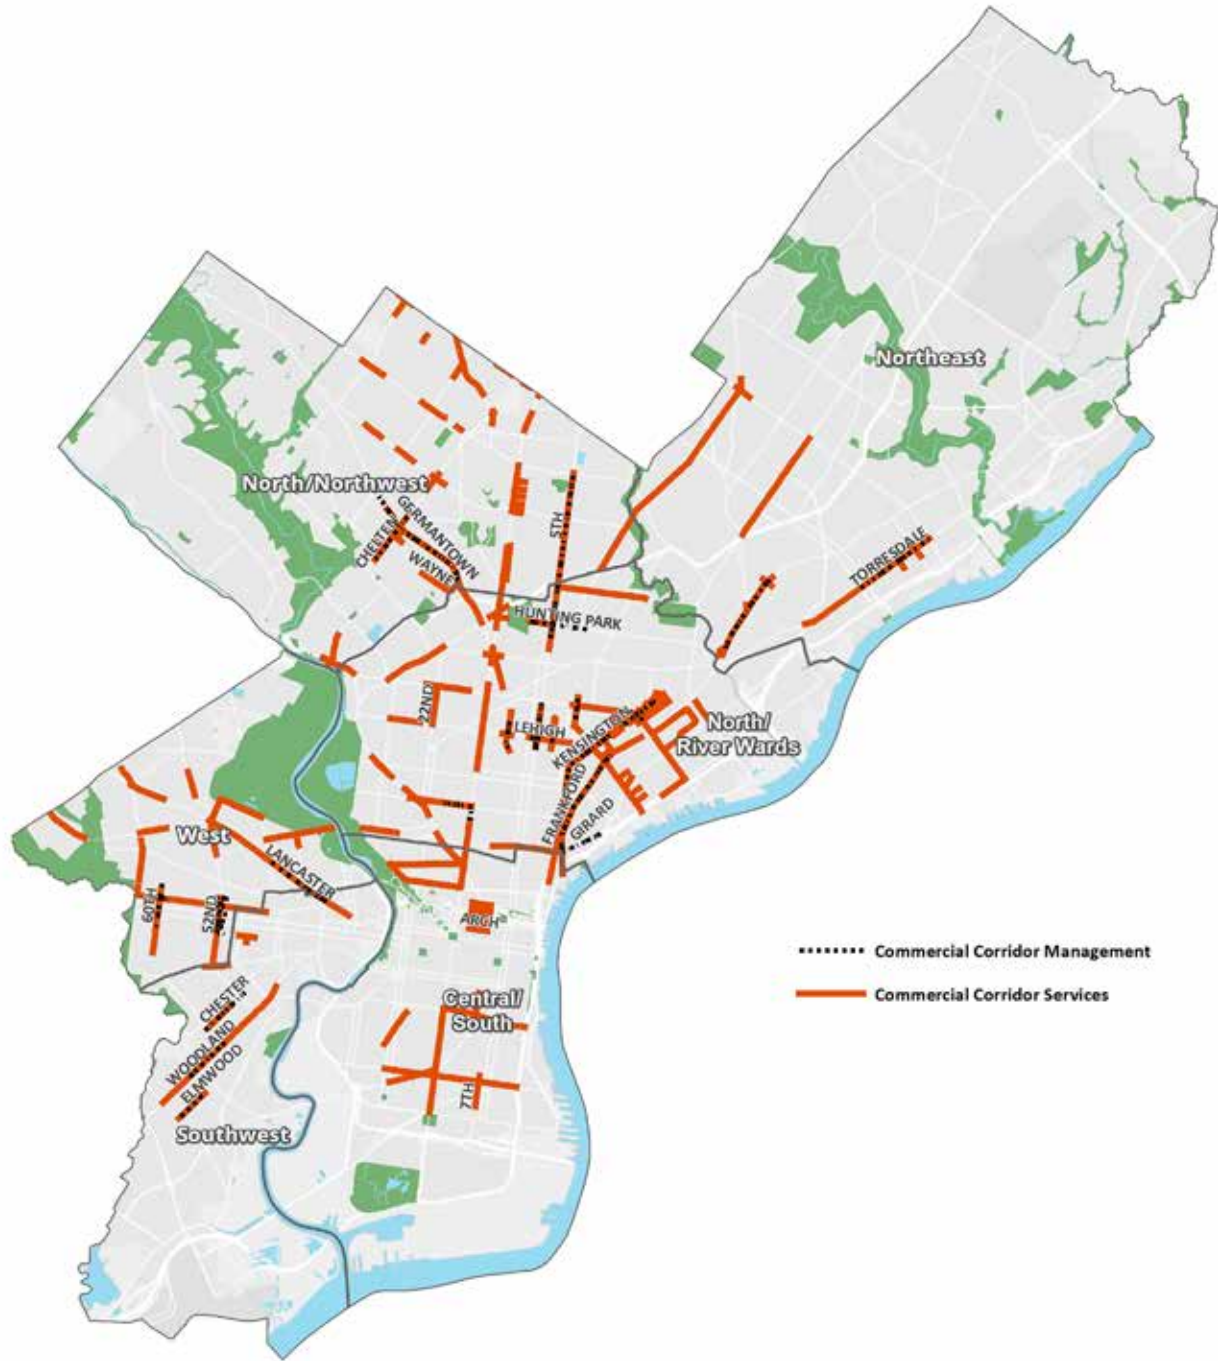 Northeast
North/Northwest
GERMANTOWN
CHELTEN
WAYNE
5TH
TORRESDALE
HUNTING PARK
22ND
LEHIGH
KENSINGTON
North/
River Wards
FRANKFORD
GIRARD
West
LANCASTER
60TH
52ND
ARCH
Commercial Corridor Management
Commercial Corridor Services
CHESTER
Central/
South
WOODLAND
ELMWOOD
7TH
Southwest